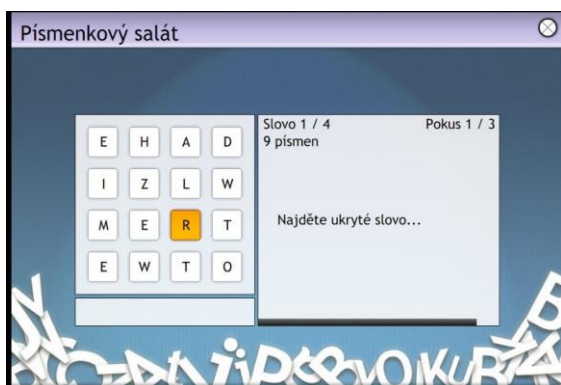 Písmenkový salát
Slovo 1 / 4 Pokus 1 / 3
9 písmen
E H A D
I Z L W
Najděte ukryté slovo...
M E R T
E W T O